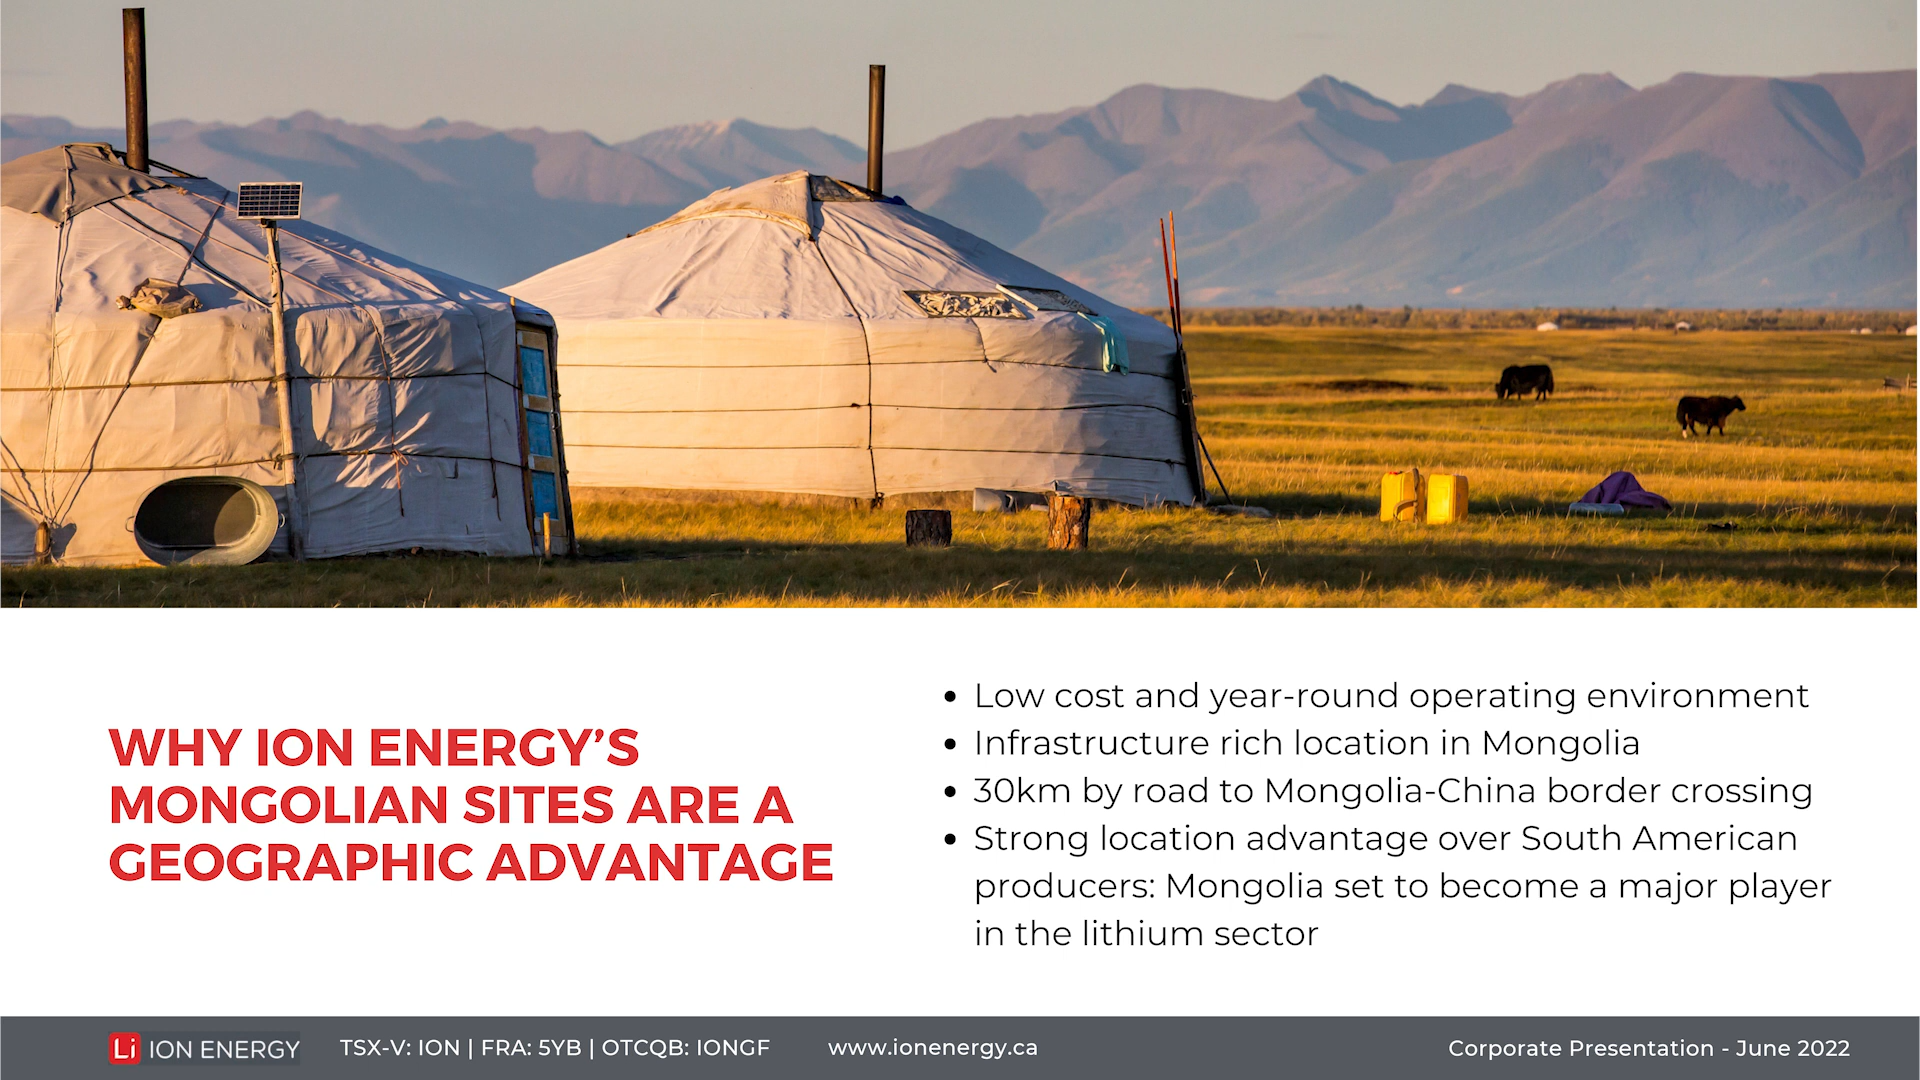 WHY ION ENERGY’S
MONGOLIAN SITES ARE A
GEOGRAPHIC ADVANTAGE
• Low cost and year-round operating environment
• Infrastructure rich location in Mongolia
• 30km by road to Mongolia-China border crossing
• Strong location advantage over South American
producers: Mongolia set to become a major player
in the lithium sector
Li ION ENERGY
TSX-V: ION | FRA: 5YB | OTCQB: IONGF
www.ionenergy.ca
Corporate Presentation - June 2022